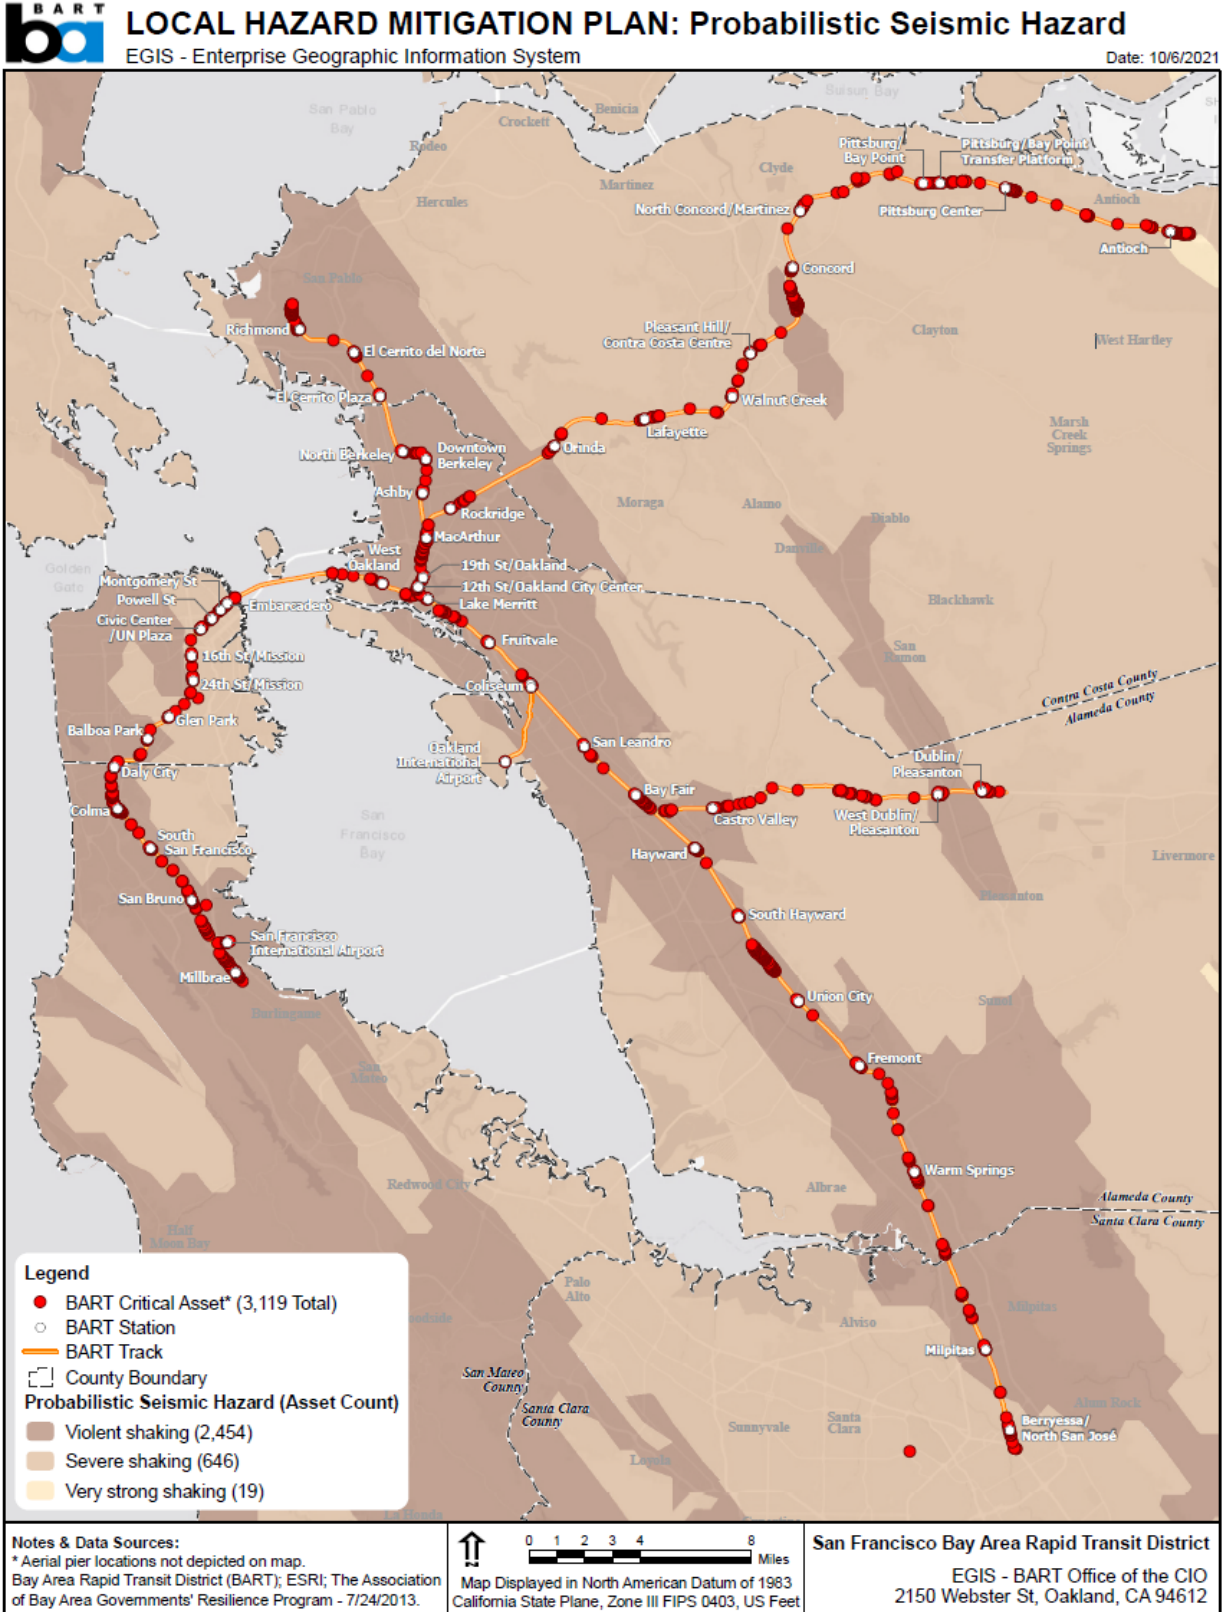 BART
ba
LOCAL HAZARD MITIGATION PLAN: Probabilistic Seismic Hazard
EGIS - Enterprise Geographic Information System
Date: 10/6/2021
San Pablo
Bay
Suisun Bay
Benicia
Crockett
Rodeo
Hercules
Martinez
Clyde
Pittsburg/
Bay Point
Pittsburg/Bay Point
Transfer Platform
North Concord/Martinez
Pittsburg Center
Antioch
Antioch
San Pablo
Concord
Richmond
Pleasant Hill/
Contra Costa Centre
Clayton
West Hartley
El Cerrito del Norte
El Cerrito Plaza
Walnut Creek
Lafayette
Orinda
Marsh
Creek
Springs
North Berkeley
Downtown
Berkeley
Ashby
Rockridge
Moraga
Alamo
Diablo
MacArthur
Danville
West
Oakland
19th St/Oakland
12th St/Oakland City Center
Lake Merritt
Golden
Gate
Montgomery St
Powell St
Embarcadero
Civic Center
/UN Plaza
Blackhawk
Fruitvale
16th St/Mission
San
Ramon
24th St/Mission
Coliseum
Contra Costa County
Alameda County
Glen Park
Balboa Park
San Leandro
Oakland
International
Airport
Dublin/
Pleasanton
Daly City
Bay Fair
Colma
Castro Valley
West Dublin/
Pleasanton
San
Francisco
Bay
South
San Francisco
Hayward
Livermore
San Bruno
Pleasanton
South Hayward
San Francisco
International Airport
Millbrae
Union City
Sunol
Burlingame
Fremont
San
Mateo
Warm Springs
Redwood City
Albrae
Alameda County
Santa Clara County
Half
Moon Bay
Palo
Alto
Milpitas
Alviso
oodside
Milpitas
San Mateo
County
Santa Clara
County
Alum Rock
Sunnyvale
Santa
Clara
Berryessa/
North San José
Loyola
La Honda
Legend
BART Critical Asset* (3,119 Total)
BART Station
BART Track
County Boundary
Probabilistic Seismic Hazard (Asset Count)
Violent shaking (2,454)
Severe shaking (646)
Very strong shaking (19)
Notes & Data Sources:
* Aerial pier locations not depicted on map.
Bay Area Rapid Transit District (BART); ESRI; The Association
of Bay Area Governments' Resilience Program - 7/24/2013.
N
0 1 2 3 4 8
Miles
Map Displayed in North American Datum of 1983
California State Plane, Zone III FIPS 0403, US Feet
San Francisco Bay Area Rapid Transit District
EGIS - BART Office of the CIO
2150 Webster St, Oakland, CA 94612